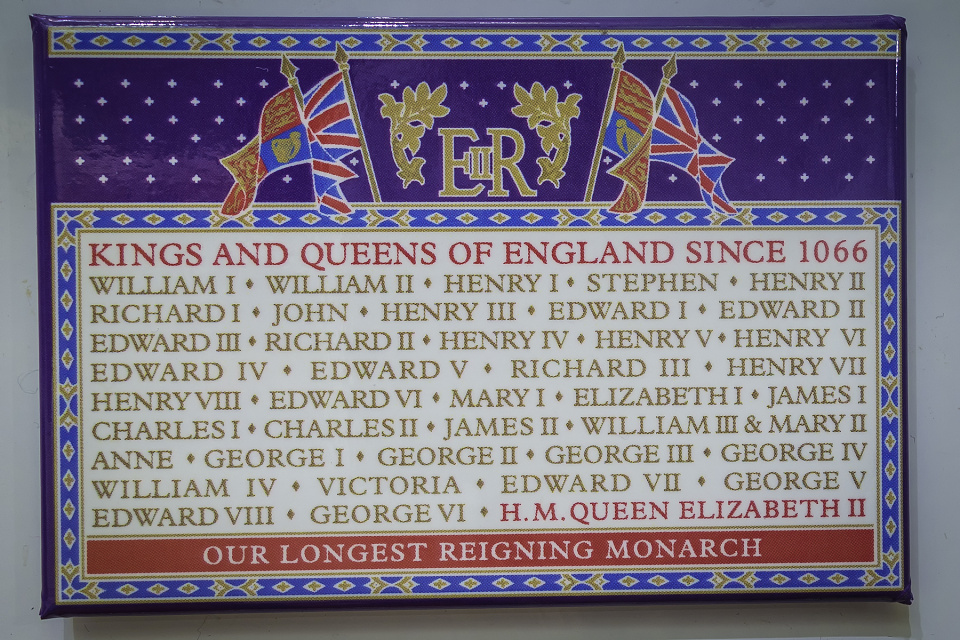 EIIR
KINGS AND QUEENS OF ENGLAND SINCE 1066
WILLIAM I • WILLIAM II • HENRY I • STEPHEN • HENRY II
RICHARD I • JOHN • HENRY III • EDWARD I • EDWARD II
EDWARD III • RICHARD II • HENRY IV • HENRY V • HENRY VI
EDWARD IV • EDWARD V • RICHARD III • HENRY VII
HENRY VIII • EDWARD VI • MARY I • ELIZABETH I • JAMES I
CHARLES I • CHARLES II • JAMES II • WILLIAM III & MARY II
ANNE • GEORGE I • GEORGE II • GEORGE III • GEORGE IV
WILLIAM IV • VICTORIA • EDWARD VII • GEORGE V
EDWARD VIII • GEORGE VI • H.M. QUEEN ELIZABETH II
OUR LONGEST REIGNING MONARCH